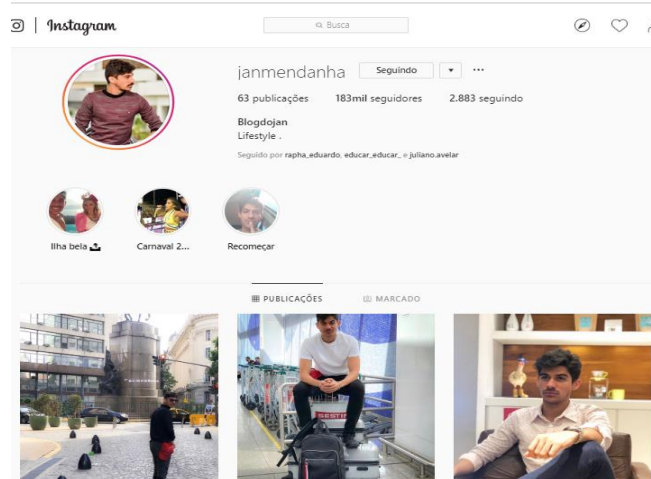 Instagram
Busca
janmendanha Seguindo
63 publicações 183mil seguidores 2.883 seguindo
Blogdojan
Lifestyle .
Seguido por rapha_eduardo, educar_educar_ e juliano.avelar
Ilha bela Carnaval 2... Recomeçar
PUBLICAÇÕES MARCADO